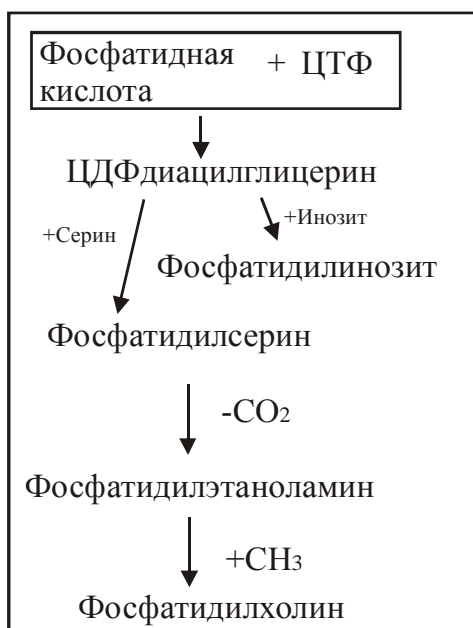 Фосфатидная + ЦТФ
кислота
ЦДФдиацилглицерин
+Серин
+Инозит
Фосфатидилинозит
Фосфатидилсерин
-CO₂
Фосфатидилэтаноламин
+CH₃
Фосфатидилхолин